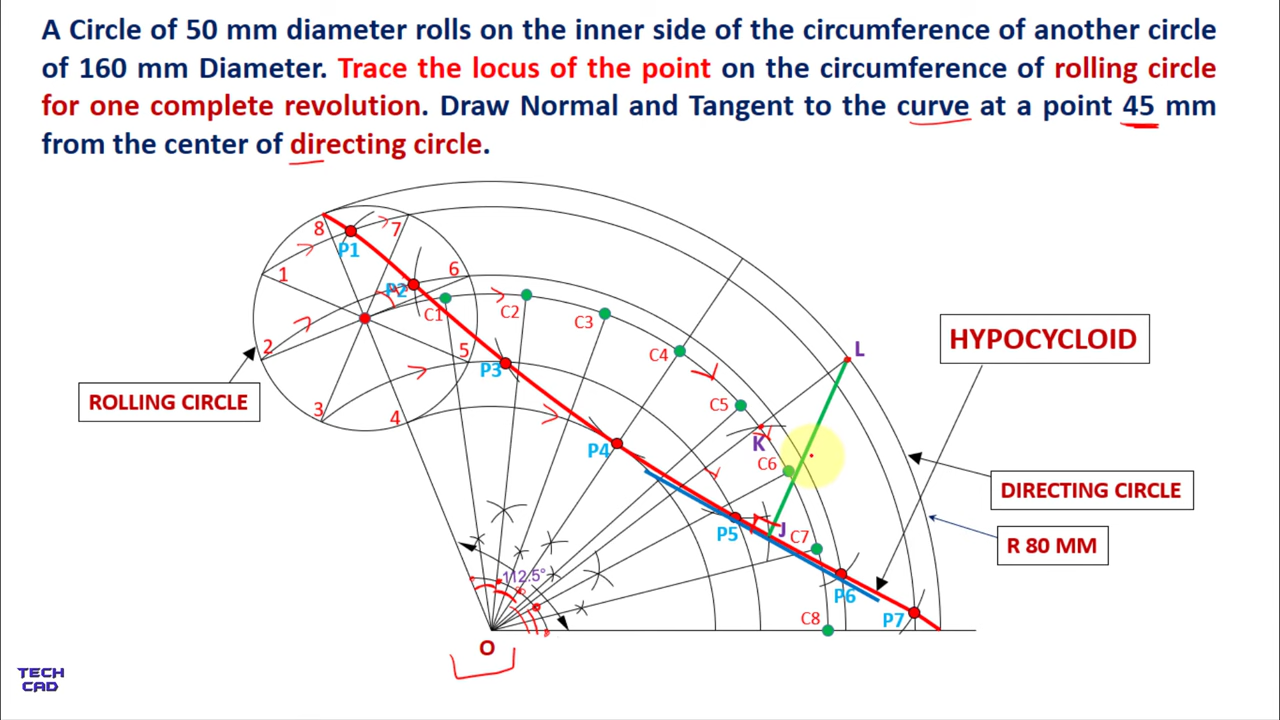 A Circle of 50 mm diameter rolls on the inner side of the circumference of another circle
of 160 mm Diameter. Trace the locus of the point on the circumference of rolling circle
for one complete revolution. Draw Normal and Tangent to the curve at a point 45 mm
from the center of directing circle.
8
7
P1
1
6
P2
C1
C2
C3
HYPOCYCLOID
L
2
5
C4
P3
ROLLING CIRCLE
3
4
C5
P4
K
C6
DIRECTING CIRCLE
P5
J
C7
R 80 MM
112.5°
P6
C8
P7
O
TECH
CAD